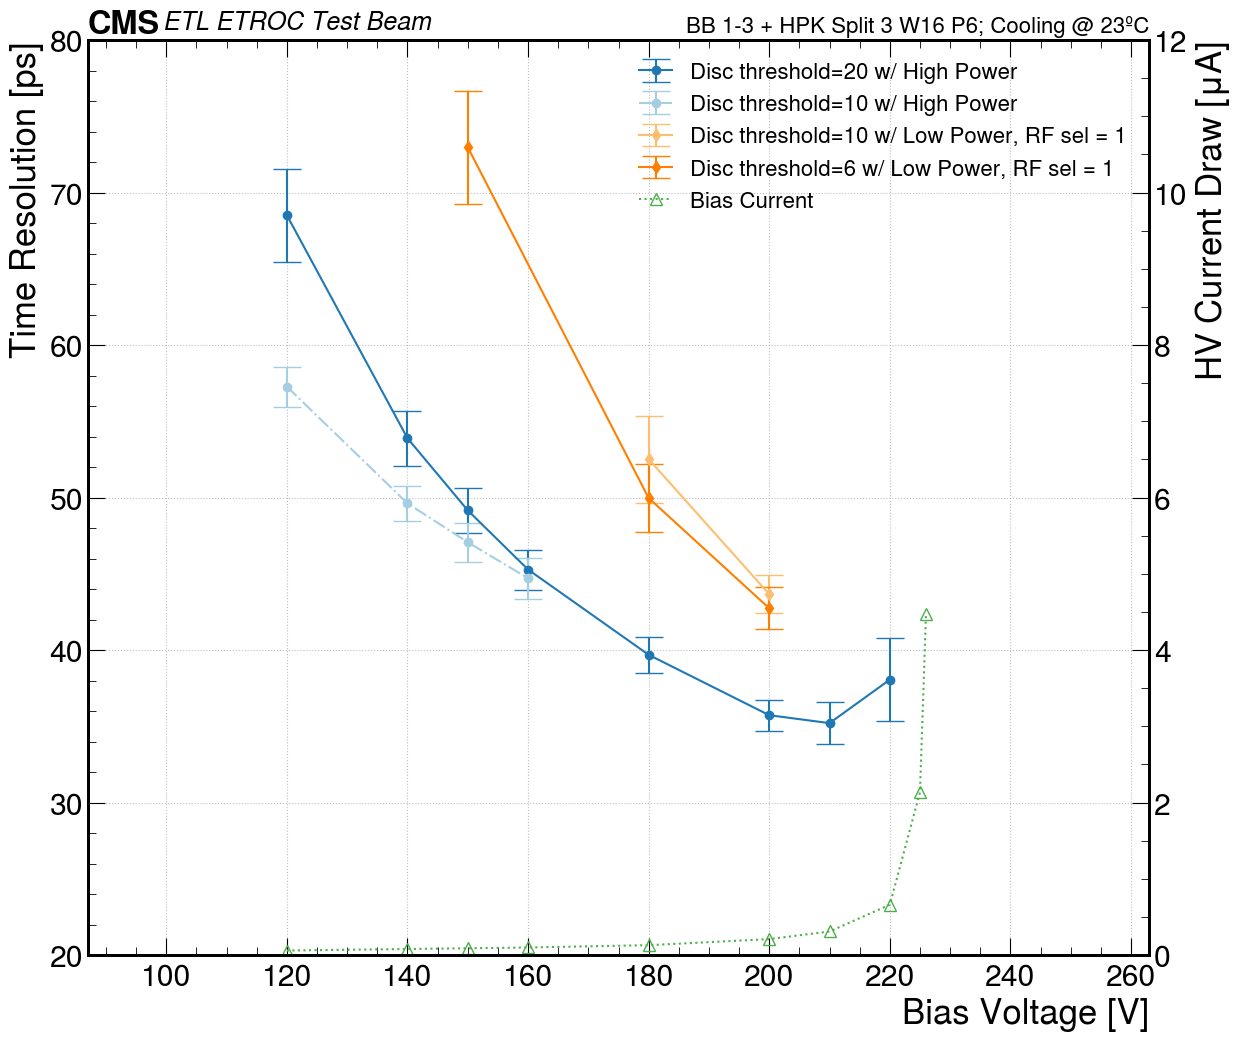 CMS ETL ETROC Test Beam
BB 1-3 + HPK Split 3 W16 P6; Cooling @ 23ºC
Time Resolution [ps]
80
70
60
50
40
30
20
Disc threshold=20 w/ High Power
Disc threshold=10 w/ High Power
Disc threshold=10 w/ Low Power, RF sel = 1
Disc threshold=6 w/ Low Power, RF sel = 1
Bias Current
12
10
8
6
4
2
0
HV Current Draw [μA]
100 120 140 160 180 200 220 240 260
Bias Voltage [V]